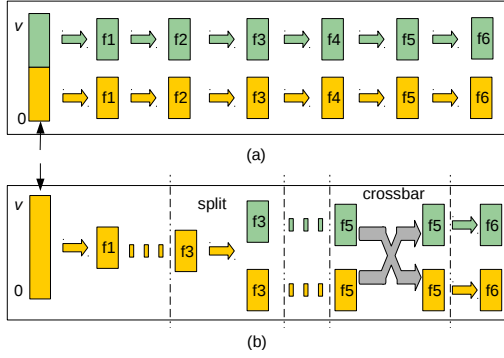 v f1 f2 f3 f4 f5 f6
0 f1 f2 f3 f4 f5 f6
(a)
split crossbar
v f3 f5 f5 f6
f1 f3
0 f3 f5 f5 f6
(b)